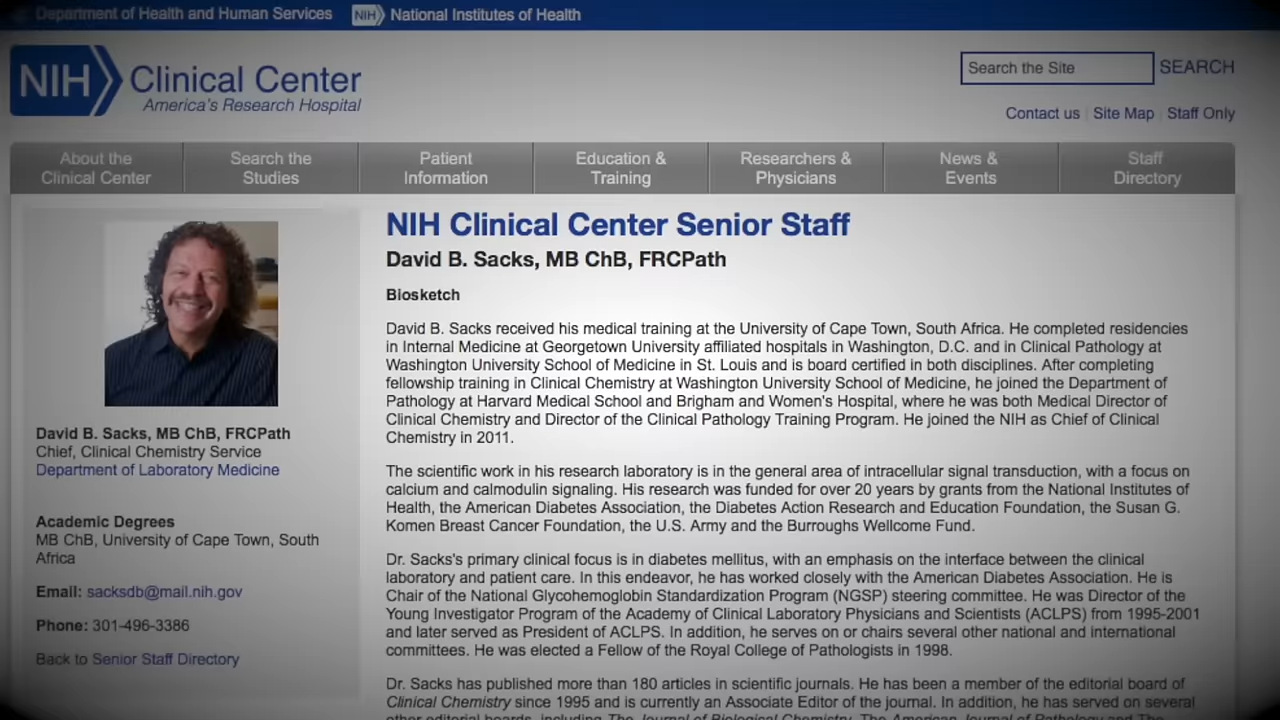 Department of Health and Human Services
NIH National Institutes of Health
NIH Clinical Center
America's Research Hospital
Search the Site SEARCH
Contact us | Site Map | Staff Only
About the Clinical Center
Search the Studies
Patient Information
Education & Training
Researchers & Physicians
News & Events
Staff Directory
David B. Sacks, MB ChB, FRCPath
Chief, Clinical Chemistry Service
Department of Laboratory Medicine
Academic Degrees
MB ChB, University of Cape Town, South
Africa
Email: sacksdb@mail.nih.gov
Phone: 301-496-3386
Back to Senior Staff Directory
NIH Clinical Center Senior Staff
David B. Sacks, MB ChB, FRCPath
Biosketch
David B. Sacks received his medical training at the University of Cape Town, South Africa. He completed residencies
in Internal Medicine at Georgetown University affiliated hospitals in Washington, D.C. and in Clinical Pathology at
Washington University School of Medicine in St. Louis and is board certified in both disciplines. After completing
fellowship training in Clinical Chemistry at Washington University School of Medicine, he joined the Department of
Pathology at Harvard Medical School and Brigham and Women's Hospital, where he was both Medical Director of
Clinical Chemistry and Director of the Clinical Pathology Training Program. He joined the NIH as Chief of Clinical
Chemistry in 2011.
The scientific work in his research laboratory is in the general area of intracellular signal transduction, with a focus on
calcium and calmodulin signaling. His research was funded for over 20 years by grants from the National Institutes of
Health, the American Diabetes Association, the Diabetes Action Research and Education Foundation, the Susan G.
Komen Breast Cancer Foundation, the U.S. Army and the Burroughs Wellcome Fund.
Dr. Sacks's primary clinical focus is in diabetes mellitus, with an emphasis on the interface between the clinical
laboratory and patient care. In this endeavor, he has worked closely with the American Diabetes Association. He is
Chair of the National Glycohemoglobin Standardization Program (NGSP) steering committee. He was Director of the
Young Investigator Program of the Academy of Clinical Laboratory Physicians and Scientists (ACLPS) from 1995-2001
and later served as President of ACLPS. In addition, he serves on or chairs several other national and international
committees. He was elected a Fellow of the Royal College of Pathologists in 1998.
Dr. Sacks has published more than 180 articles in scientific journals. He has been a member of the editorial board of
Clinical Chemistry since 1995 and is currently an Associate Editor of the journal. In addition, he has served on several
other editorial boards, including The Journal of Biological Chemistry, The American Journal of Pathology and The